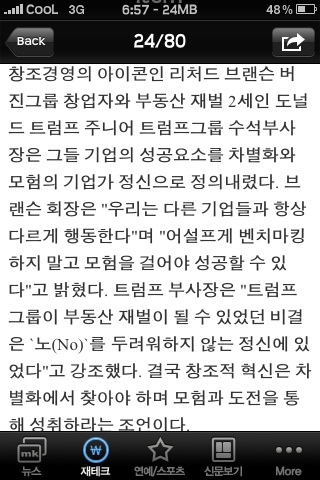 CooL 3G 6:57 - 24MB 48%
Back 24/80
창조경영의 아이콘인 리처드 브랜슨 버
진그룹 창업자와 부동산 재벌 2세인 도널
드 트럼프 주니어 트럼프그룹 수석부사
장은 그들 기업의 성공요소를 차별화와
모험의 기업가 정신으로 정의내렸다. 브
랜슨 회장은 "우리는 다른 기업들과 항상
다르게 행동한다"며 "어설프게 벤치마킹
하지 말고 모험을 걸어야 성공할 수 있
다"고 밝혔다. 트럼프 부사장은 "트럼프
그룹이 부동산 재벌이 될 수 있었던 비결
은 `노(No)`를 두려워하지 않는 정신에 있
었다"고 강조했다. 결국 창조적 혁신은 차
별화에서 찾아야 하며 모험과 도전을 통
해 성취하라는 조언이다.
mk ₩
뉴스 재테크 연예/스포츠 신문보기 More